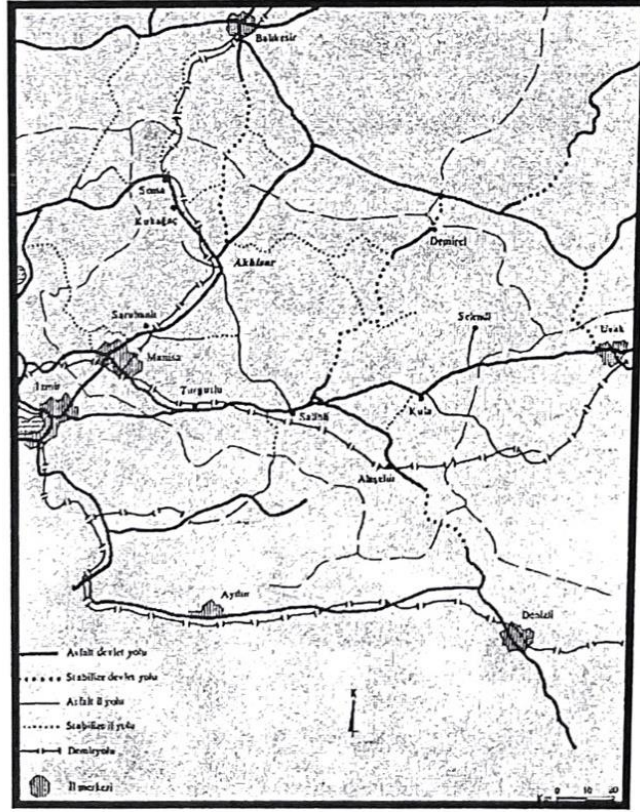 Balıkesir
Soma
Kırkağaç
Akhisar
Demirci
Saruhanlı
Selendi
Uşak
Manisa
İzmir
Turgutlu
Salihli
Kula
Alaşehir
Aydın
Denizli
Asfalt devlet yolu
Stabilize devlet yolu
Asfalt il yolu
Stabilize il yolu
Demiryolu
İl merkezi
K
Km 0 10 20